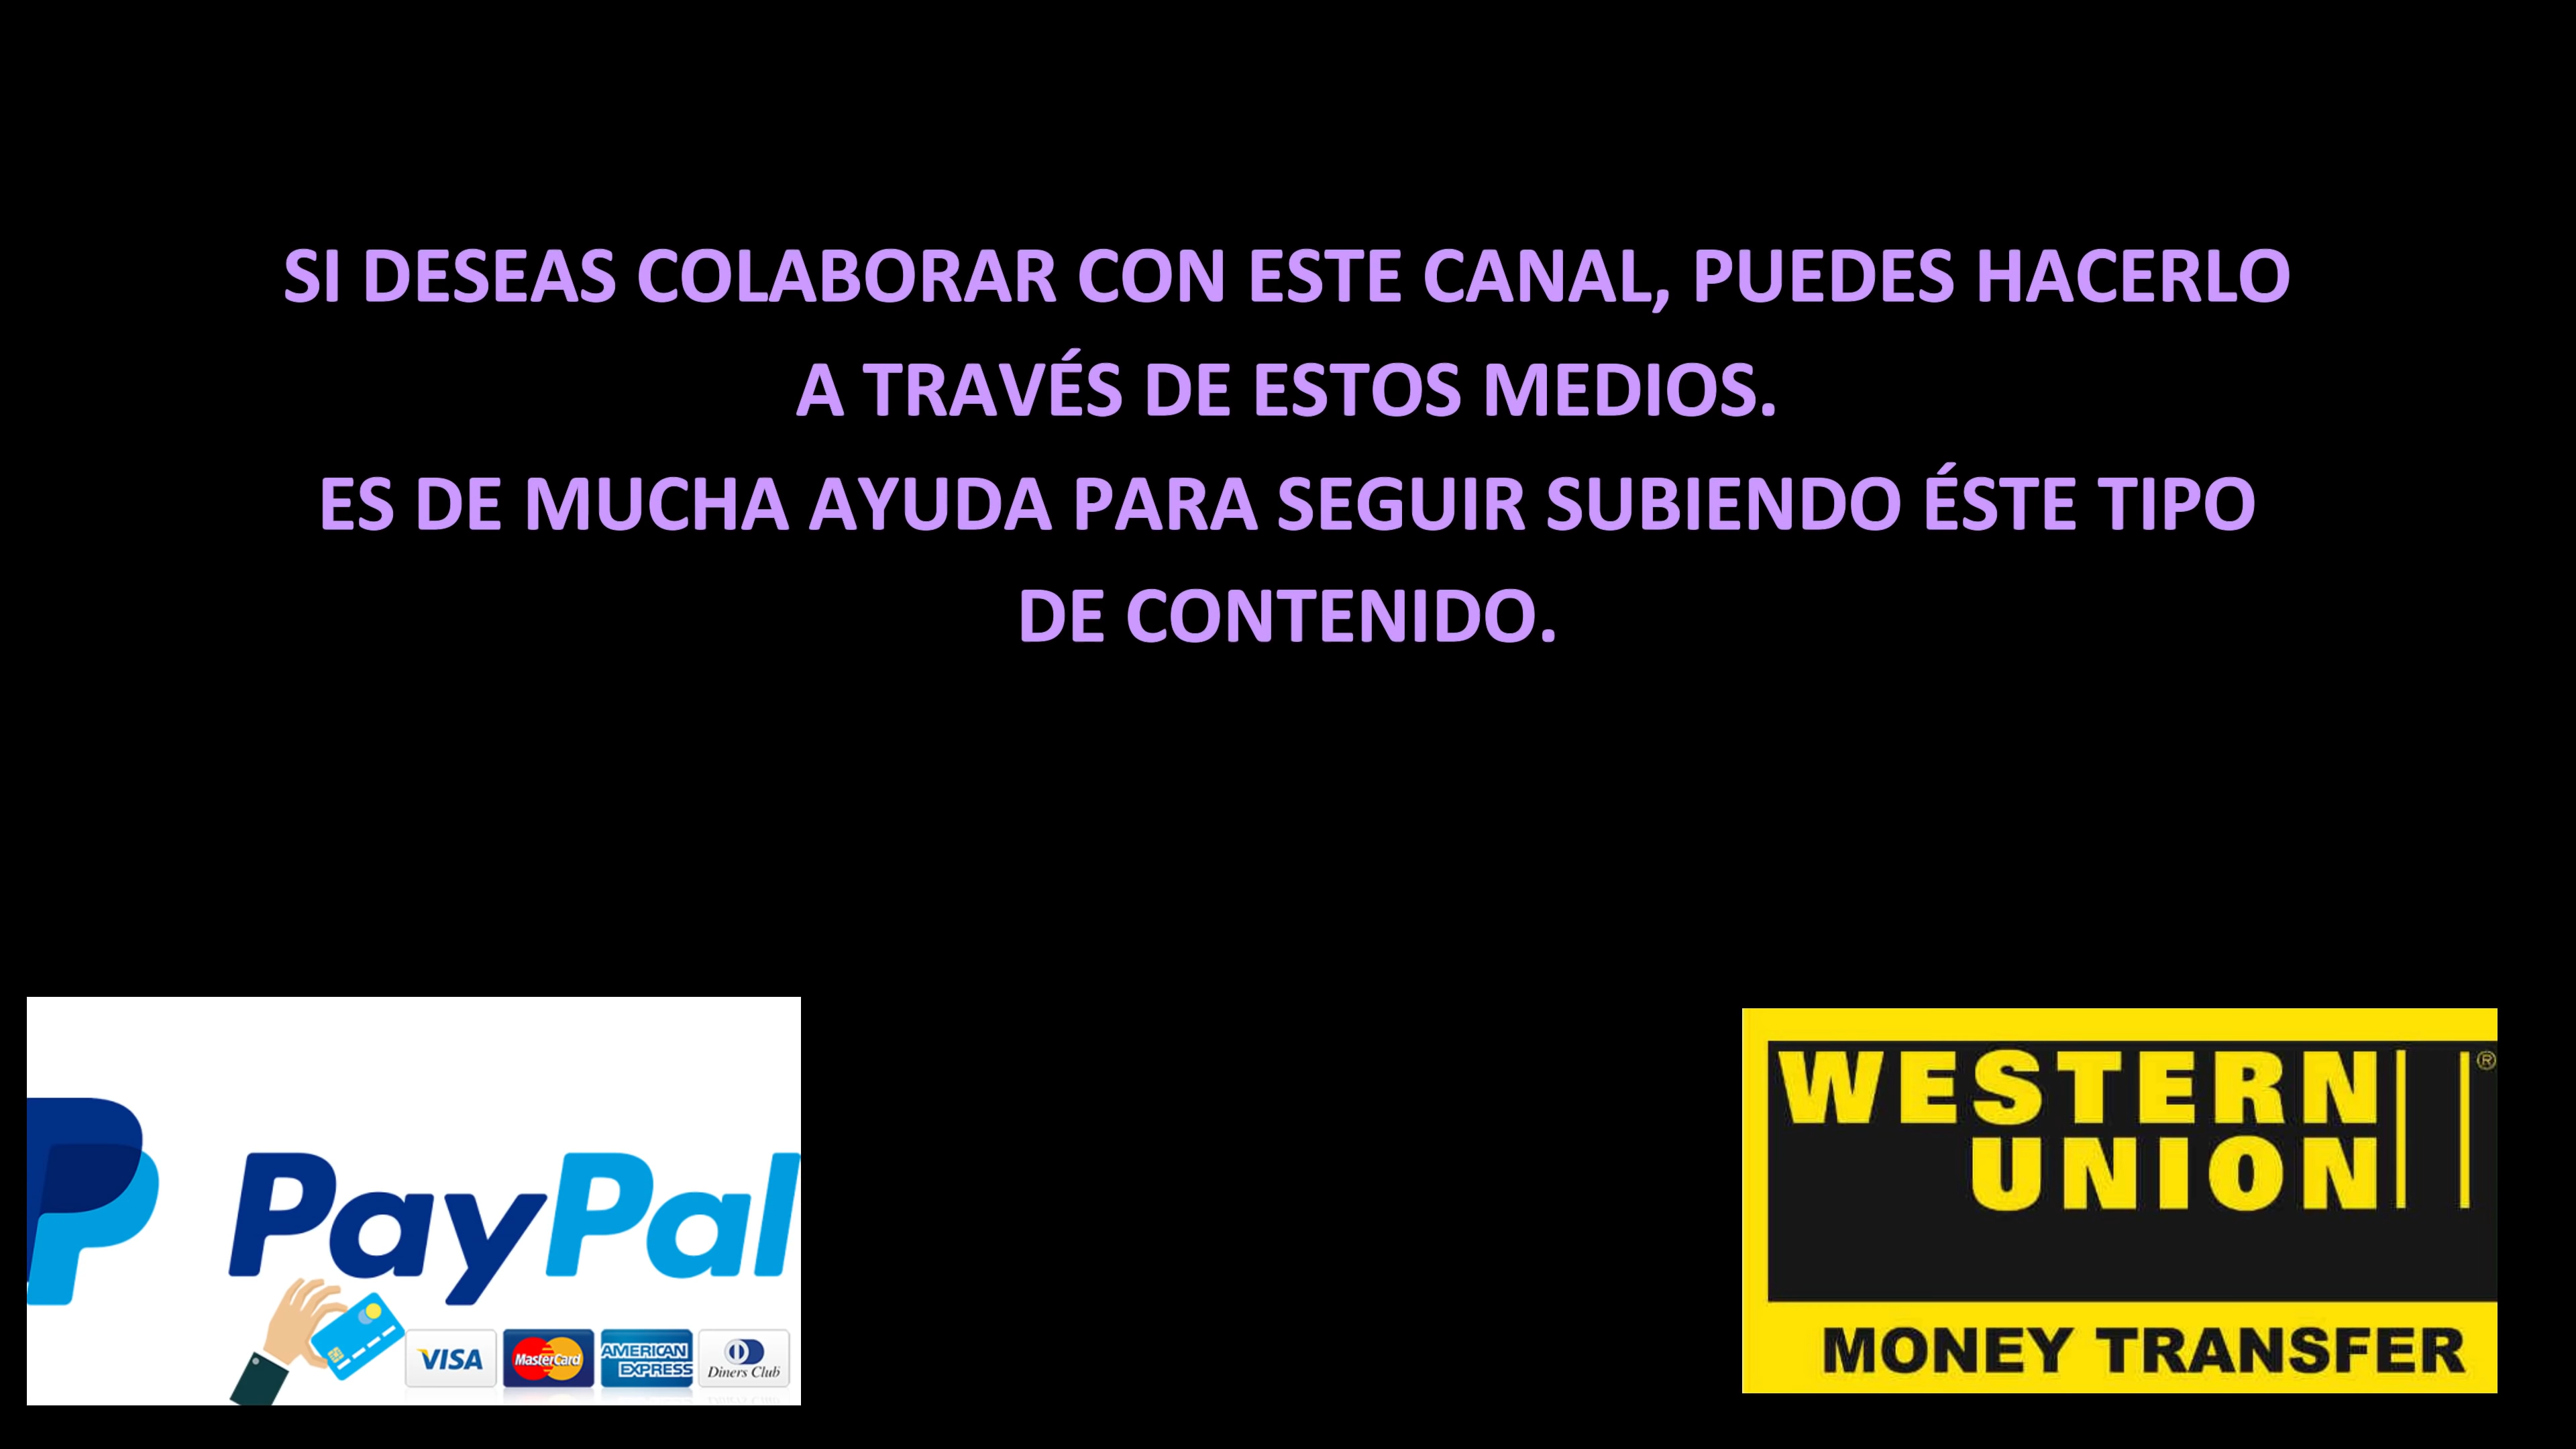 SI DESEAS COLABORAR CON ESTE CANAL, PUEDES HACERLO
A TRAVÉS DE ESTOS MEDIOS.
ES DE MUCHA AYUDA PARA SEGUIR SUBIENDO ÉSTE TIPO
DE CONTENIDO.
PayPal
VISA
MasterCard
AMERICAN
EXPRESS
Diners Club
WESTERN ®
UNION
MONEY TRANSFER